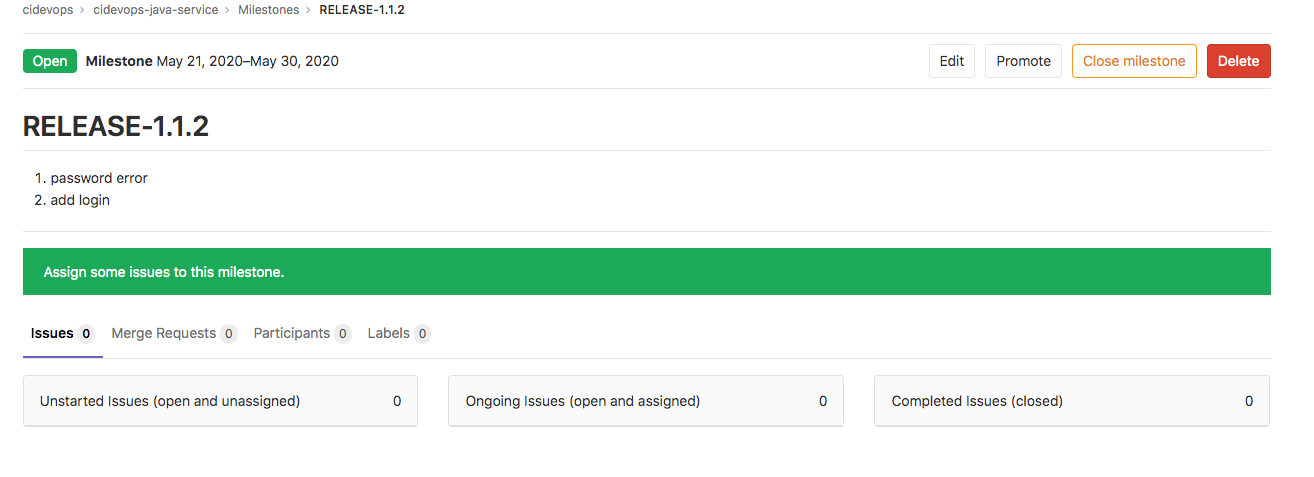 cidevops › cidevops-java-service › Milestones › RELEASE-1.1.2
Open Milestone May 21, 2020–May 30, 2020 Edit Promote Close milestone Delete
RELEASE-1.1.2
1. password error
2. add login
Assign some issues to this milestone.
Issues 0 Merge Requests 0 Participants 0 Labels 0
Unstarted Issues (open and unassigned) 0 Ongoing Issues (open and assigned) 0 Completed Issues (closed) 0